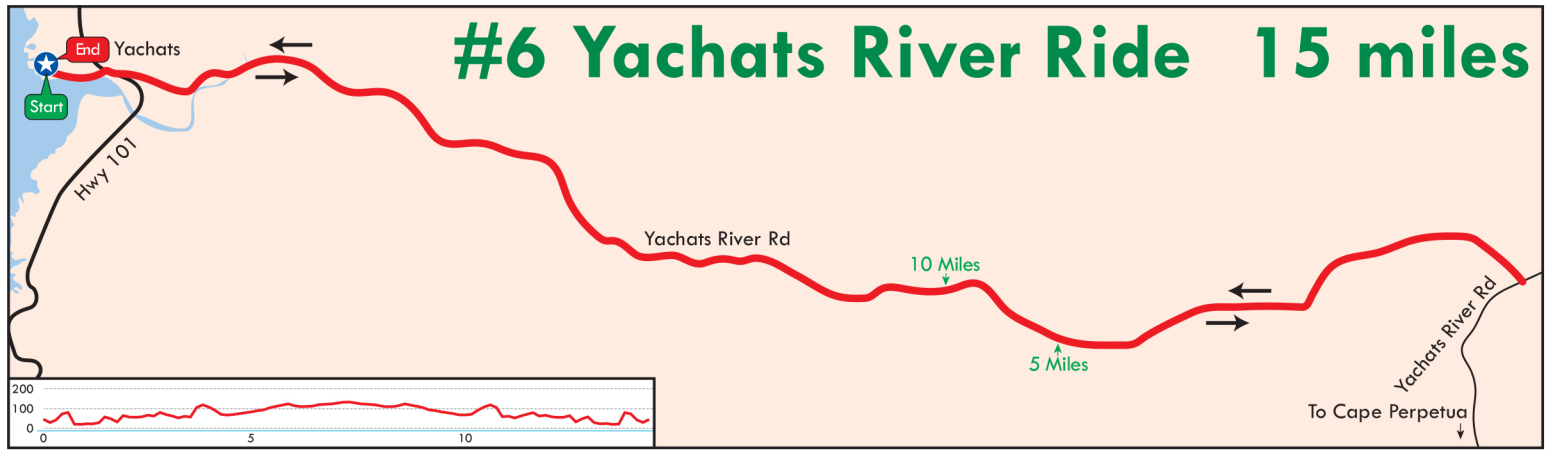 #6 Yachats River Ride 15 miles
End
Yachats
Start
Hwy 101
Yachats River Rd
10 Miles
5 Miles
Yachats River Rd
To Cape Perpetua
200
100
0
0 5 10